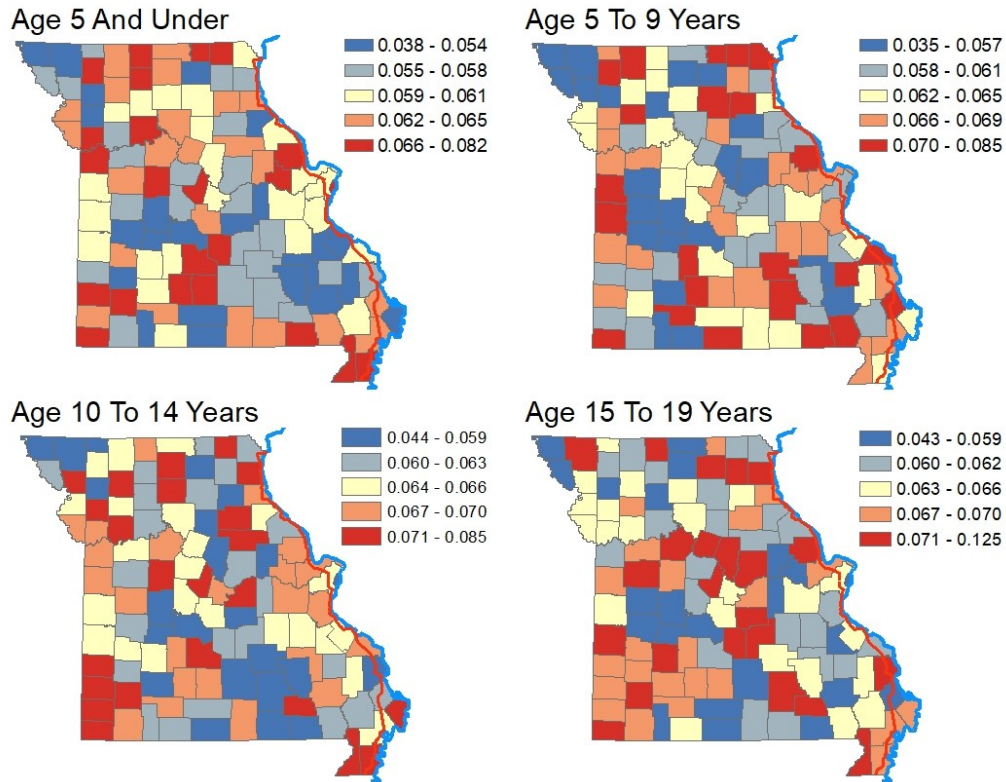 Age 5 And Under
0.038 - 0.054
0.055 - 0.058
0.059 - 0.061
0.062 - 0.065
0.066 - 0.082
Age 5 To 9 Years
0.035 - 0.057
0.058 - 0.061
0.062 - 0.065
0.066 - 0.069
0.070 - 0.085
Age 10 To 14 Years
0.044 - 0.059
0.060 - 0.063
0.064 - 0.066
0.067 - 0.070
0.071 - 0.085
Age 15 To 19 Years
0.043 - 0.059
0.060 - 0.062
0.063 - 0.066
0.067 - 0.070
0.071 - 0.125